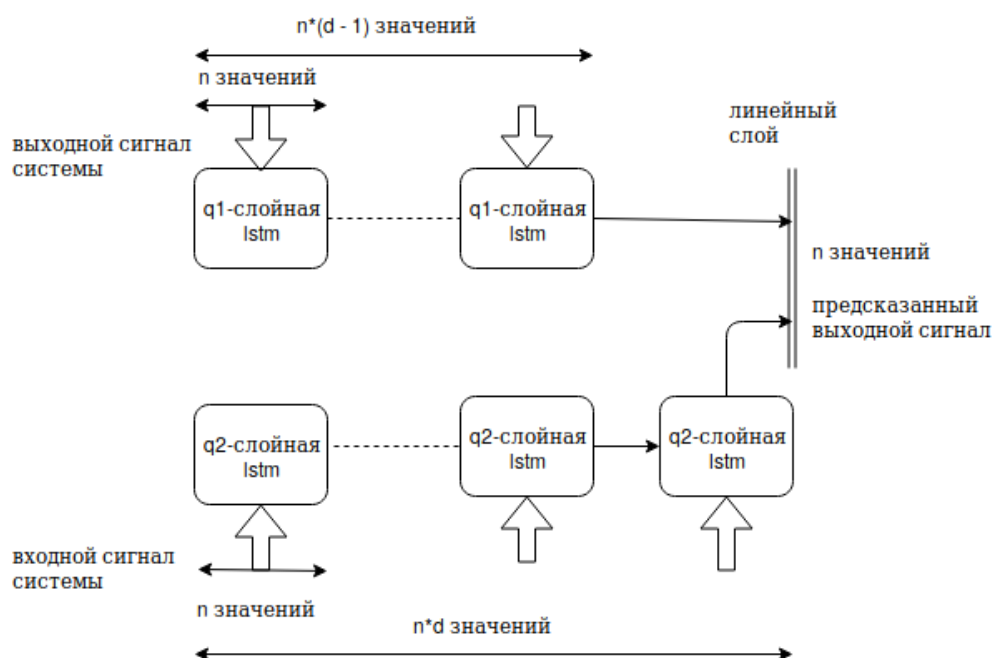 n*(d - 1) значений
n значений
линейный
слой
выходной сигнал
системы
q1-слойная
lstm
q1-слойная
lstm
n значений
предсказанный
выходной сигнал
q2-слойная
lstm
q2-слойная
lstm
q2-слойная
lstm
входной сигнал
системы
n значений
n*d значений